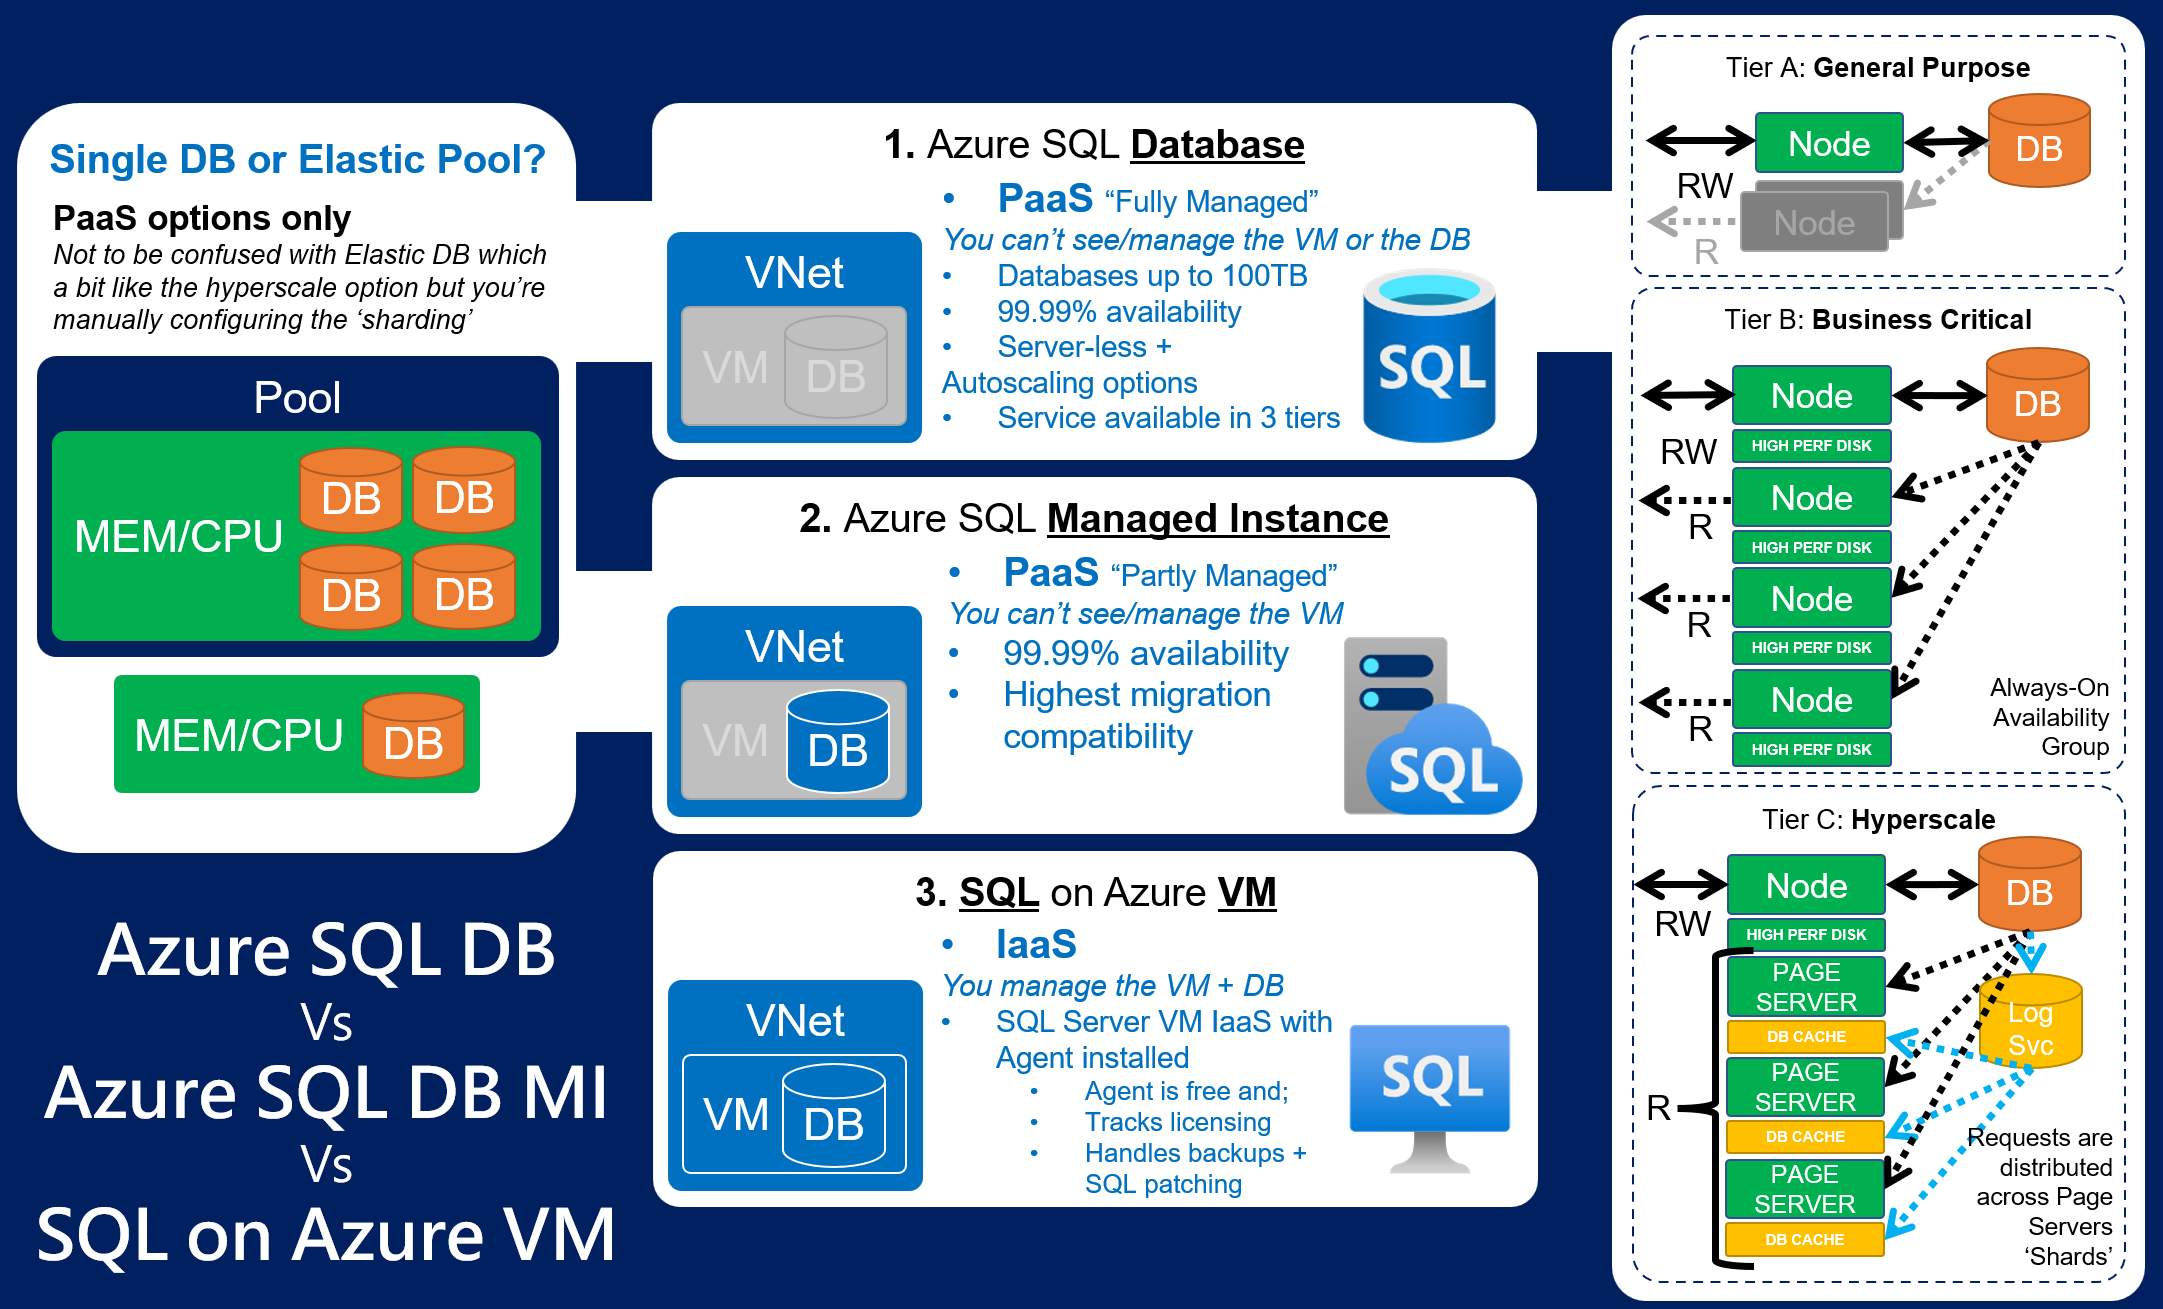 Single DB or Elastic Pool?
PaaS options only
Not to be confused with Elastic DB which
a bit like the hyperscale option but you're
manually configuring the 'sharding'
Pool
MEM/CPU
DB
DB
DB
DB
MEM/CPU
DB
Azure SQL DB
Vs
Azure SQL DB MI
Vs
SQL on Azure VM
1. Azure SQL Database
• PaaS “Fully Managed”
You can't see/manage the VM or the DB
• Databases up to 100TB
• 99.99% availability
• Server-less +
Autoscaling options
• Service available in 3 tiers
VNet
VM
DB
SQL
2. Azure SQL Managed Instance
• PaaS “Partly Managed”
You can't see/manage the VM
• 99.99% availability
• Highest migration
compatibility
VNet
VM
DB
SQL
3. SQL on Azure VM
• IaaS
You manage the VM + DB
• SQL Server VM IaaS with
Agent installed
• Agent is free and;
• Tracks licensing
• Handles backups +
SQL patching
VNet
VM
DB
SQL
Tier A: General Purpose
Node
DB
RW
Node
R
Tier B: Business Critical
Node
DB
HIGH PERF DISK
RW
Node
R
HIGH PERF DISK
Node
R
HIGH PERF DISK
Node
R
HIGH PERF DISK
Always-On
Availability
Group
Tier C: Hyperscale
Node
DB
RW
HIGH PERF DISK
PAGE
SERVER
DB CACHE
Log
Svc
PAGE
SERVER
DB CACHE
R
PAGE
SERVER
DB CACHE
Requests are
distributed
across Page
Servers
‘Shards’